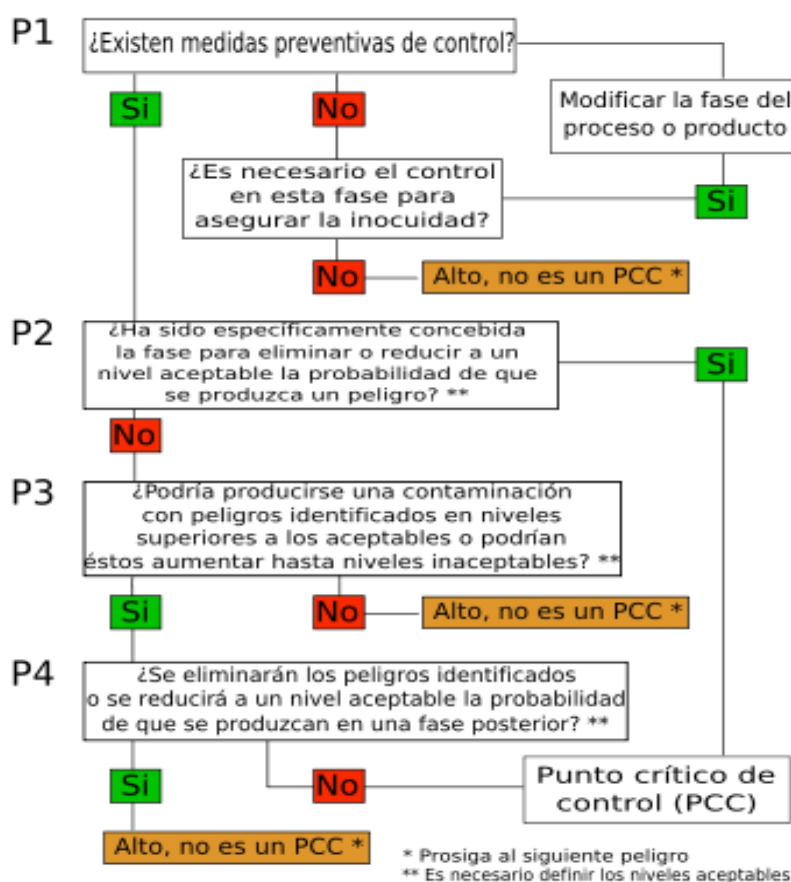 P1
¿Existen medidas preventivas de control?
Si
No
Modificar la fase del
proceso o producto
¿Es necesario el control
en esta fase para
asegurar la inocuidad?
Si
No
Alto, no es un PCC *
P2
¿Ha sido específicamente concebida
la fase para eliminar o reducir a un
nivel aceptable la probabilidad de que
se produzca un peligro? **
Si
No
P3
¿Podría producirse una contaminación
con peligros identificados en niveles
superiores a los aceptables o podrían
éstos aumentar hasta niveles inaceptables? **
Si
No
Alto, no es un PCC *
P4
¿Se eliminarán los peligros identificados
o se reducirá a un nivel aceptable la probabilidad
de que se produzcan en una fase posterior? **
Si
No
Punto crítico de
control (PCC)
Alto, no es un PCC *
* Prosiga al siguiente peligro
** Es necesario definir los niveles aceptables